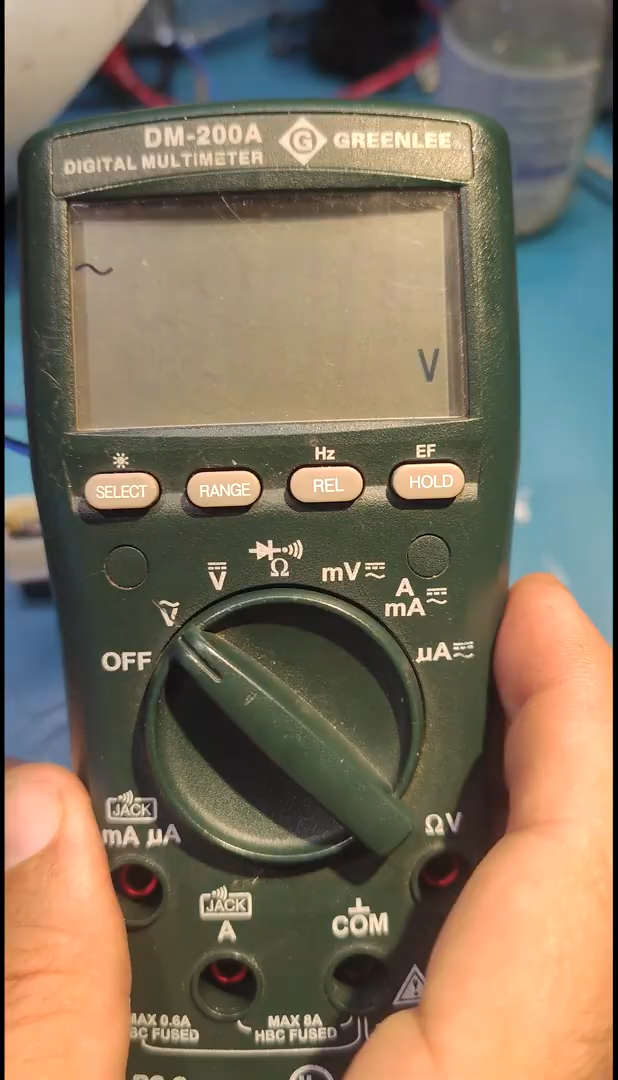 DM-200A
DIGITAL MULTIMETER
G
GREENLEE®
~
V
Hz
EF
SELECT
RANGE
REL
HOLD
Ṽ
V
Ω
mV
A
mA
OFF
µA
JACK
mA µA
ΩV
JACK
A
COM
MAX 0.6A
FUSED
MAX 8A
HBC FUSED